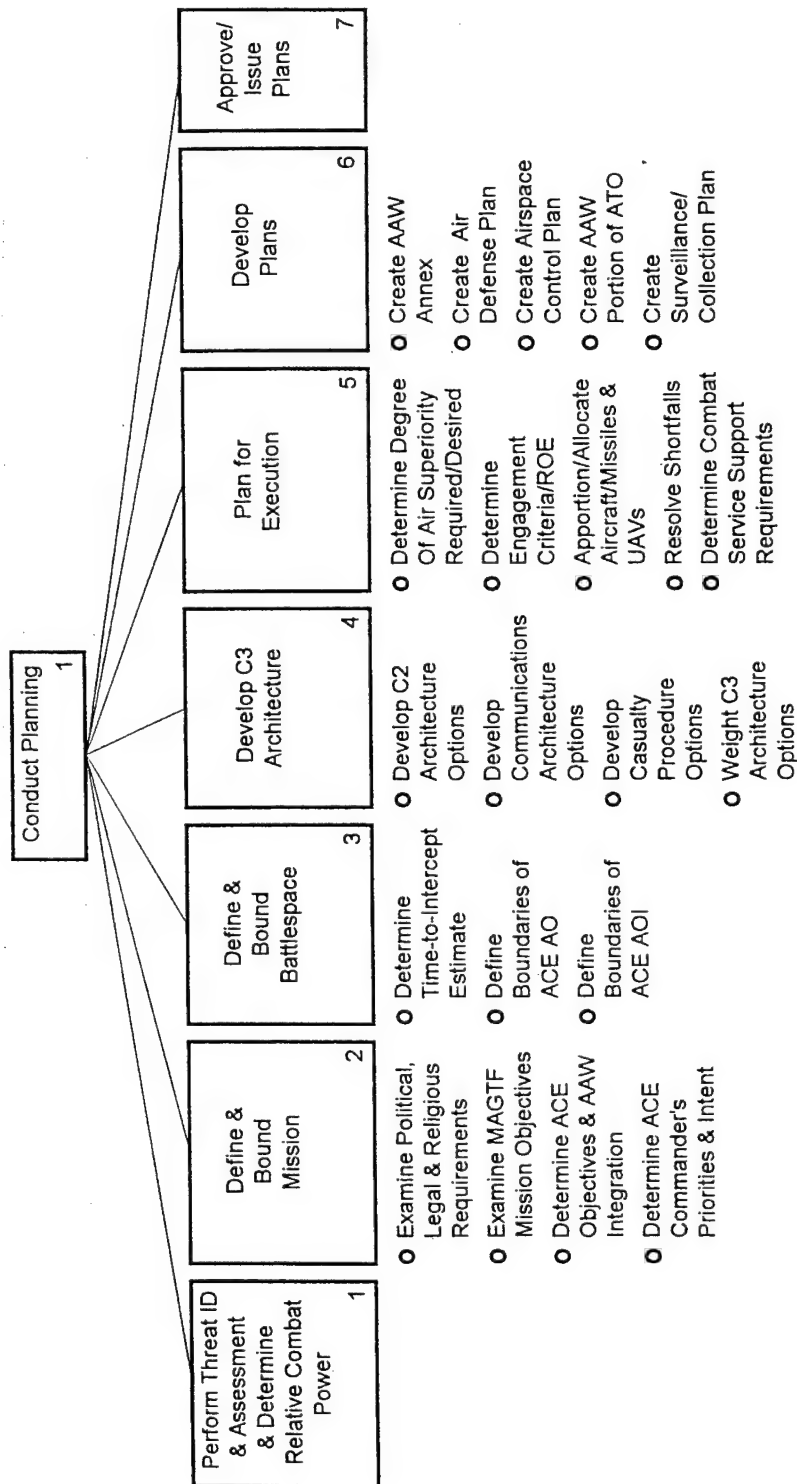 Conduct Planning
1
Perform Threat ID
& Assessment
& Determine
Relative Combat
Power
1
Define &
Bound
Mission
2
O Examine Political,
Legal & Religious
Requirements
O Examine MAGTF
Mission Objectives
O Determine ACE
Objectives & AAW
Integration
O Determine ACE
Commander's
Priorities & Intent
Define &
Bound
Battlespace
3
O Determine
Time-to-Intercept
Estimate
O Define
Boundaries of
ACE AO
O Define
Boundaries of
ACE AOI
Develop C3
Architecture
4
O Develop C2
Architecture
Options
O Develop
Communications
Architecture
Options
O Develop
Casualty
Procedure
Options
O Weight C3
Architecture
Options
Plan for
Execution
5
O Determine Degree
Of Air Superiority
Required/Desired
O Determine
Engagement
Criteria/ROE
O Apportion/Allocate
Aircraft/Missiles &
UAVs
O Resolve Shortfalls
O Determine Combat
Service Support
Requirements
Develop
Plans
6
O Create AAW
Annex
O Create Air
Defense Plan
O Create Airspace
Control Plan
O Create AAW
Portion of ATO
O Create
Surveillance/
Collection Plan
Approve/
Issue
Plans
7